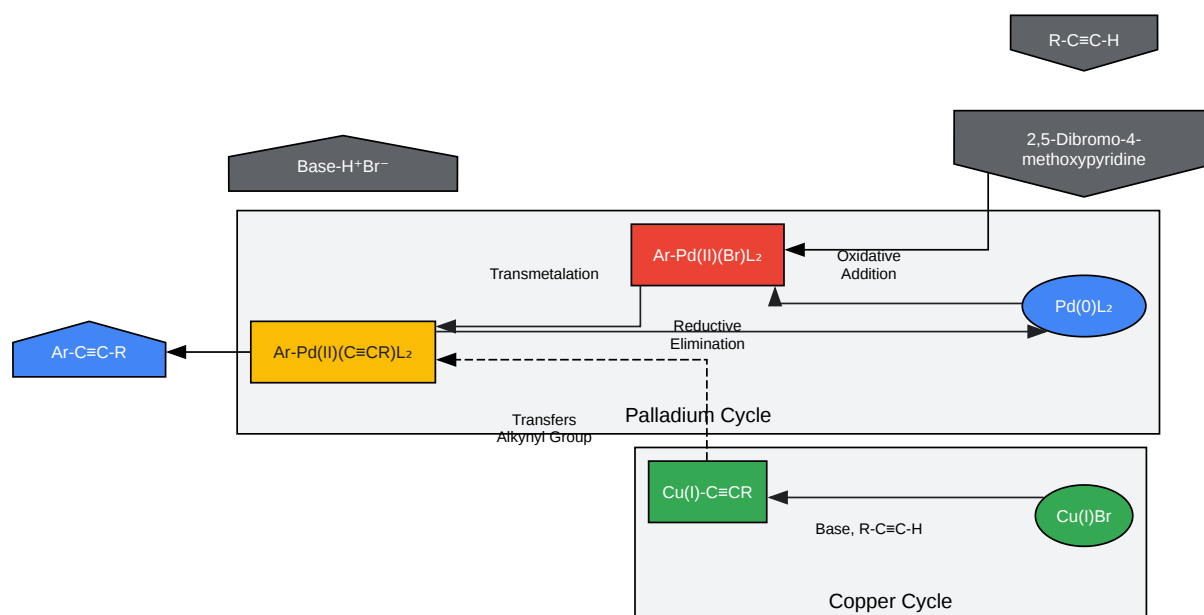 R-C≡C-H
2,5-Dibromo-4-
methoxypyridine
Base-H⁺Br⁻
Ar-Pd(II)(Br)L₂
Oxidative
Addition
Transmetalation
Pd(0)L₂
Reductive
Elimination
Ar-C≡C-R
Ar-Pd(II)(C≡CR)L₂
Transfers
Alkynyl Group
Palladium Cycle
Cu(I)-C≡CR
Cu(I)Br
Base, R-C≡C-H
Copper Cycle